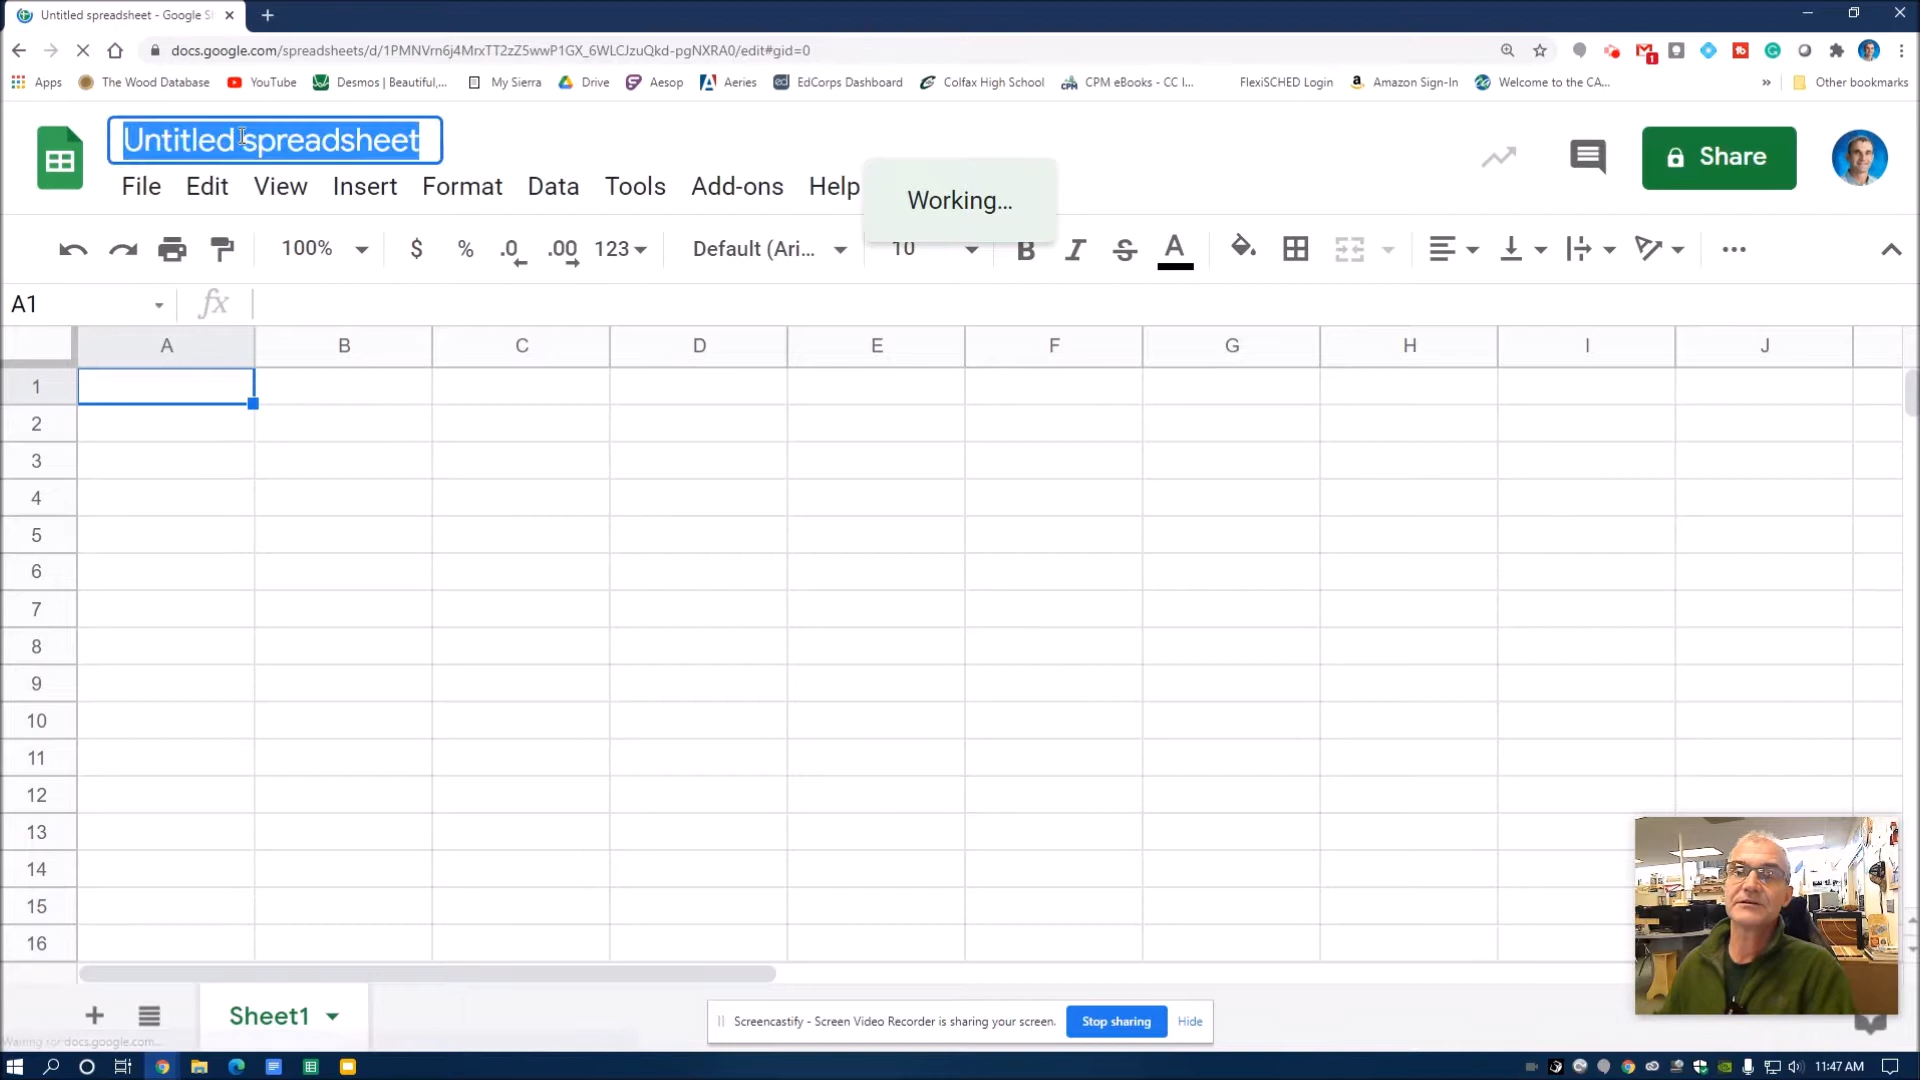 Untitled spreadsheet - Google S
docs.google.com/spreadsheets/d/1PMNVrn6j4MrxTT2zZ5wwP1GX_6WLCJzuQkd-pgNXRA0/edit#gid=0
Apps The Wood Database YouTube Desmos | Beautiful,... My Sierra Drive Aesop Aeries EdCorps Dashboard Colfax High School CPM eBooks - CC I... FlexiSCHED Login Amazon Sign-In Welcome to the CA... » Other bookmarks
Untitled spreadsheet
File Edit View Insert Format Data Tools Add-ons Help
Working...
Share
100% $ % .0 .00 123 Default (Ari... 10 B I S A
A1 fx
A B C D E F G H I J
1
2
3
4
5
6
7
8
9
10
11
12
13
14
15
16
Sheet1
Screencastify - Screen Video Recorder is sharing your screen. Stop sharing Hide
Waiting for docs.google.com...
11:47 AM